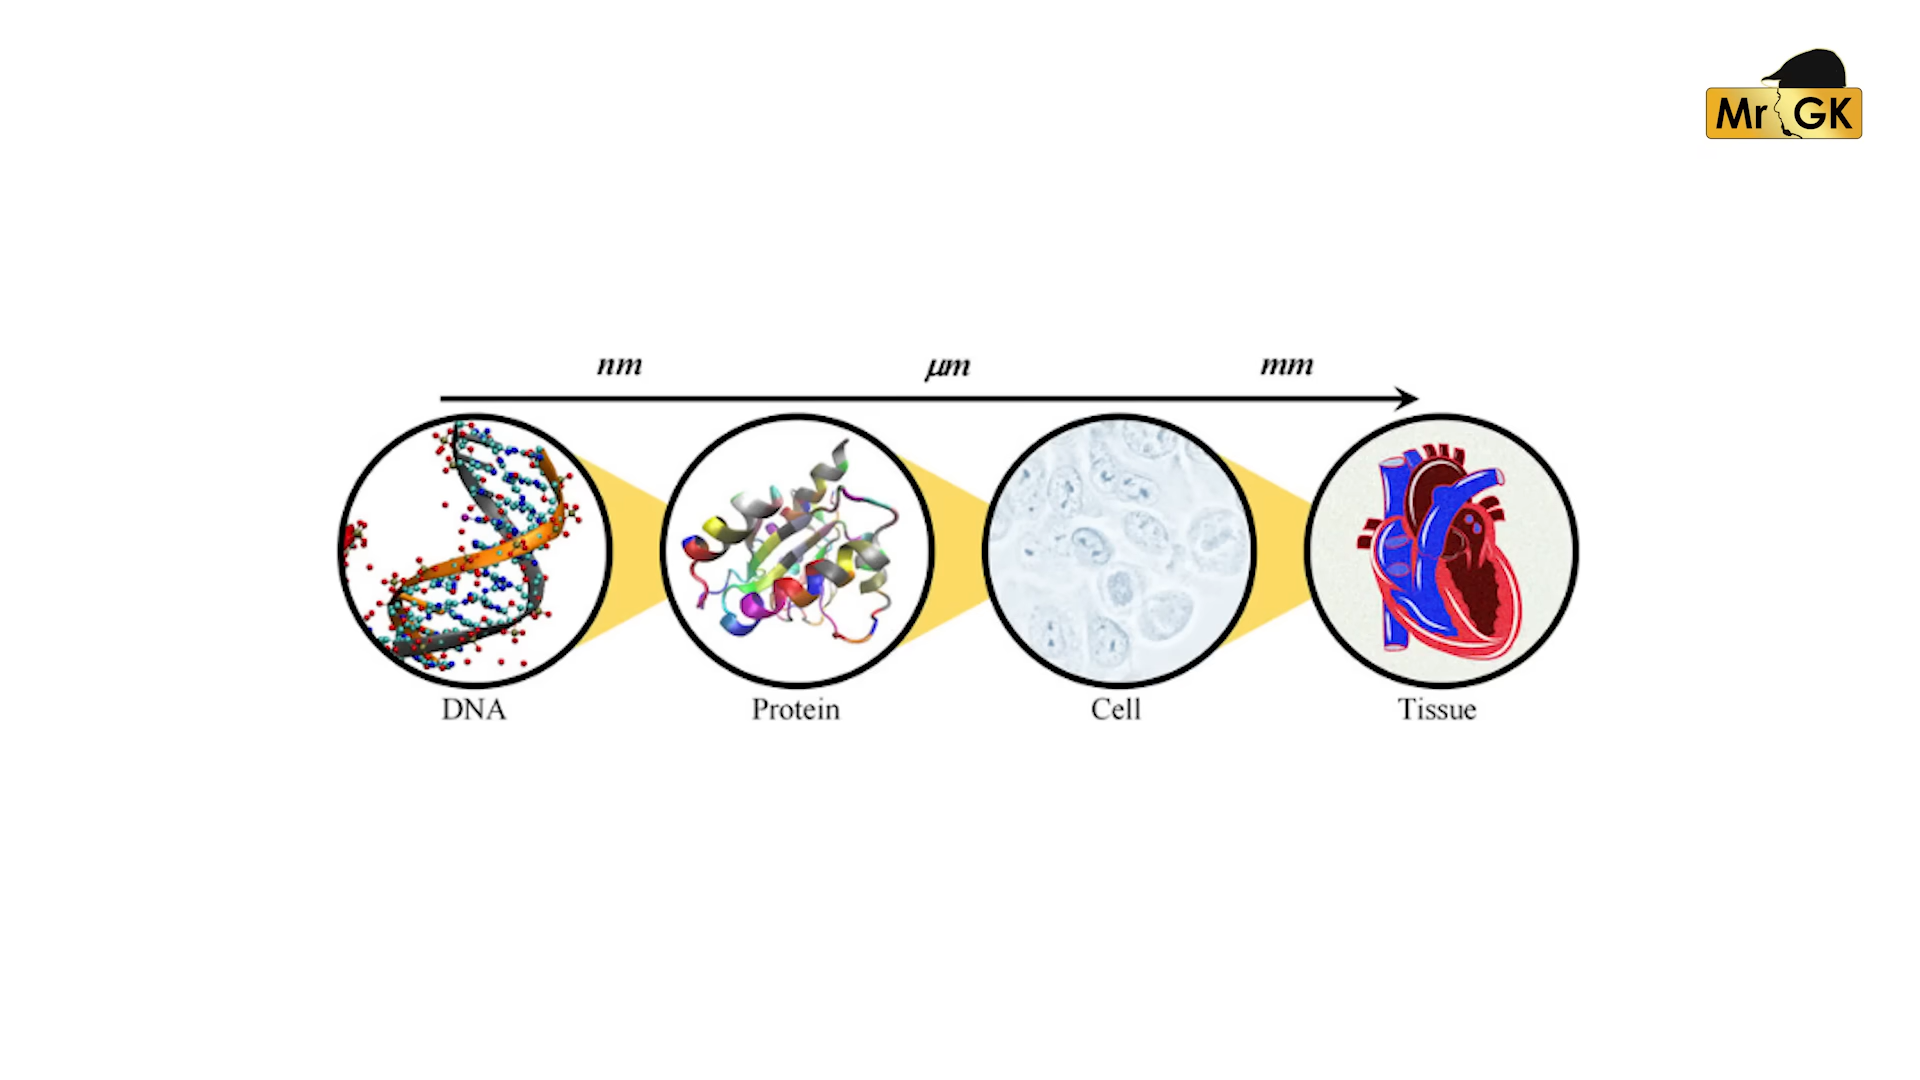 Mr GK
nm μm mm
DNA Protein Cell Tissue